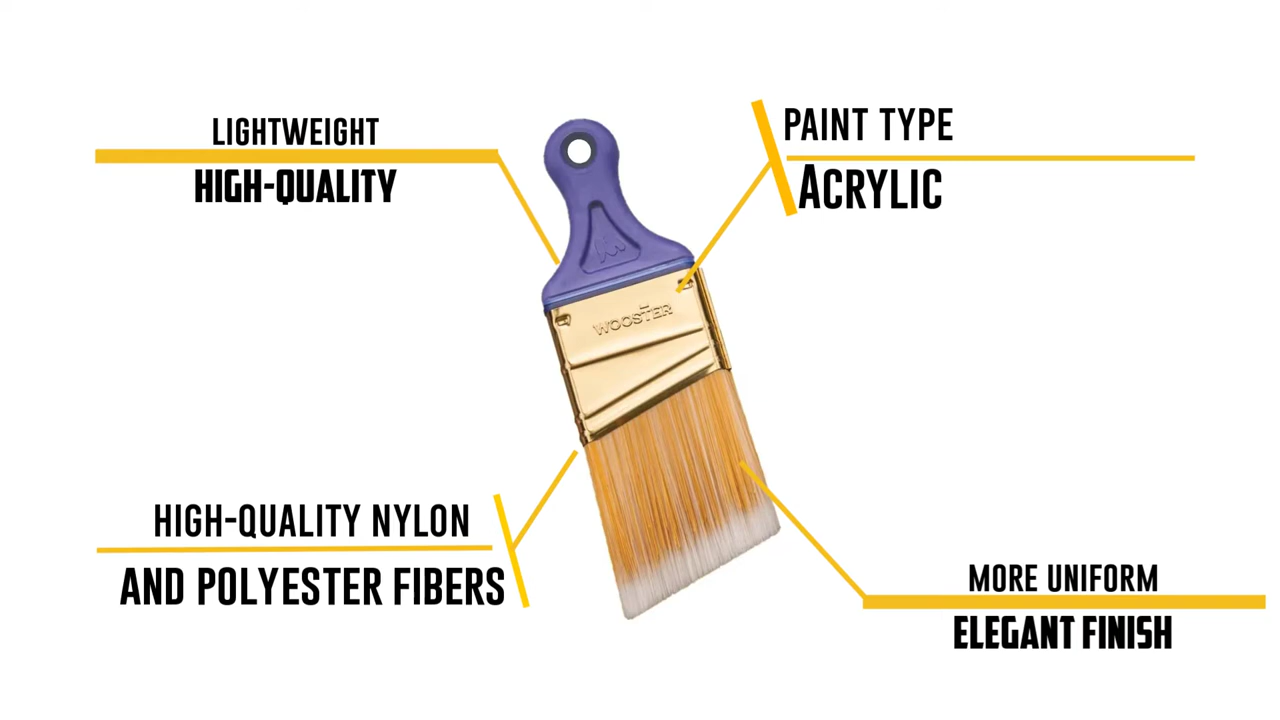 LIGHTWEIGHT
HIGH-QUALITY
PAINT TYPE
ACRYLIC
WOOSTER
HIGH-QUALITY NYLON
AND POLYESTER FIBERS
MORE UNIFORM
ELEGANT FINISH